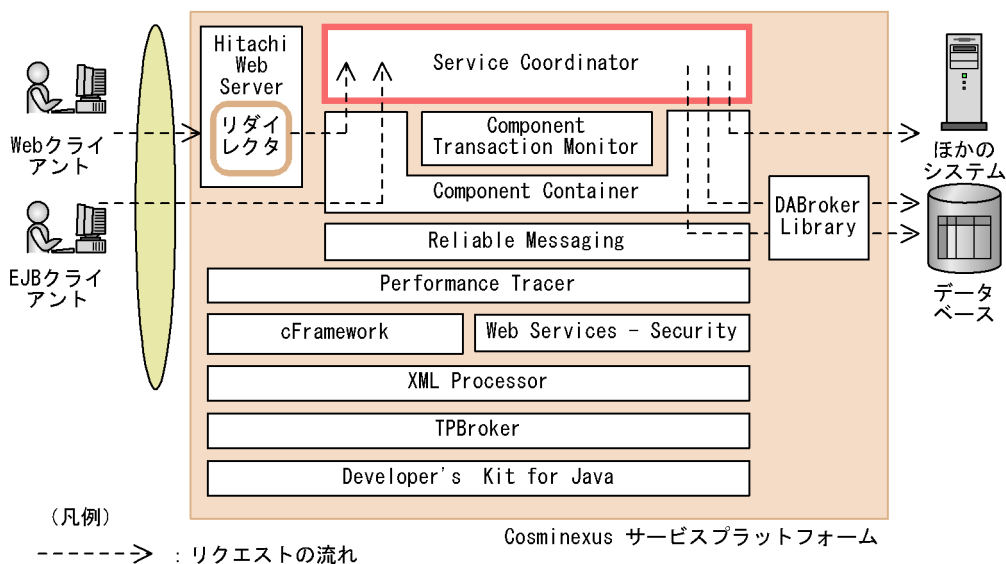 Hitachi
Web
Server
リダイ
レクタ
Service Coordinator
Component
Transaction Monitor
Component Container
Webクライ
アント
EJBクライ
アント
ほかの
システム
DABroker
Library
データ
ベース
Reliable Messaging
Performance Tracer
cFramework
Web Services - Security
XML Processor
TPBroker
Developer's Kit for Java
(凡例)
:リクエストの流れ
Cosminexus サービスプラットフォーム